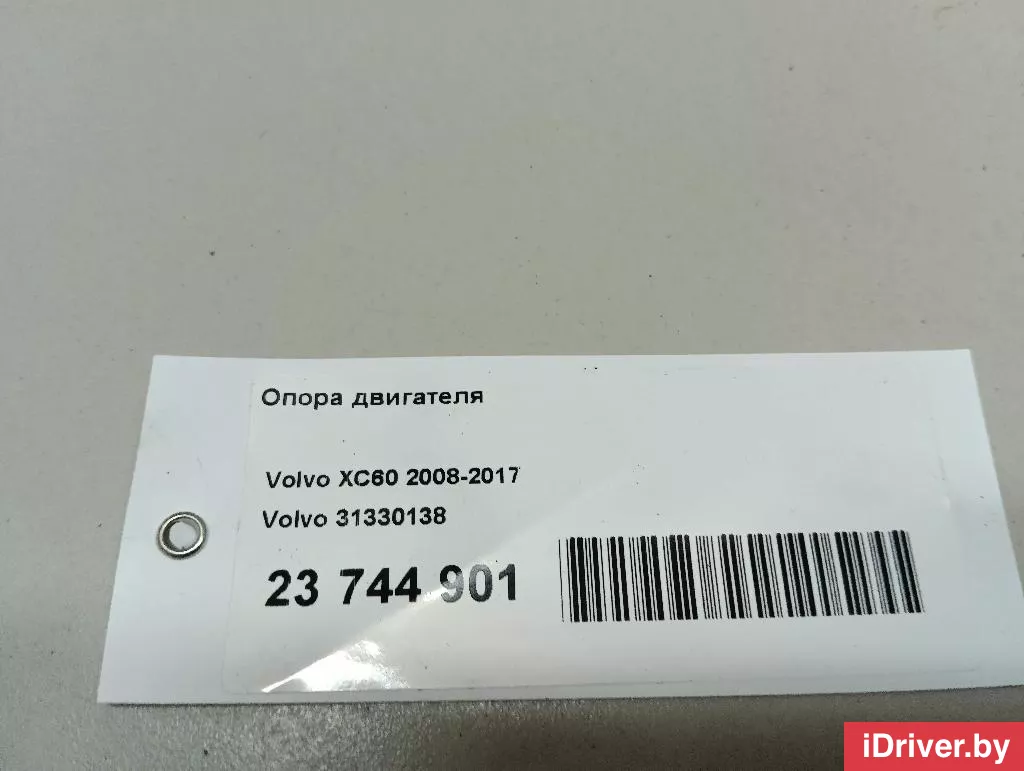 Опора двигателя
Volvo XC60 2008-2017
Volvo 31330138
23 744 901
iDriver.by